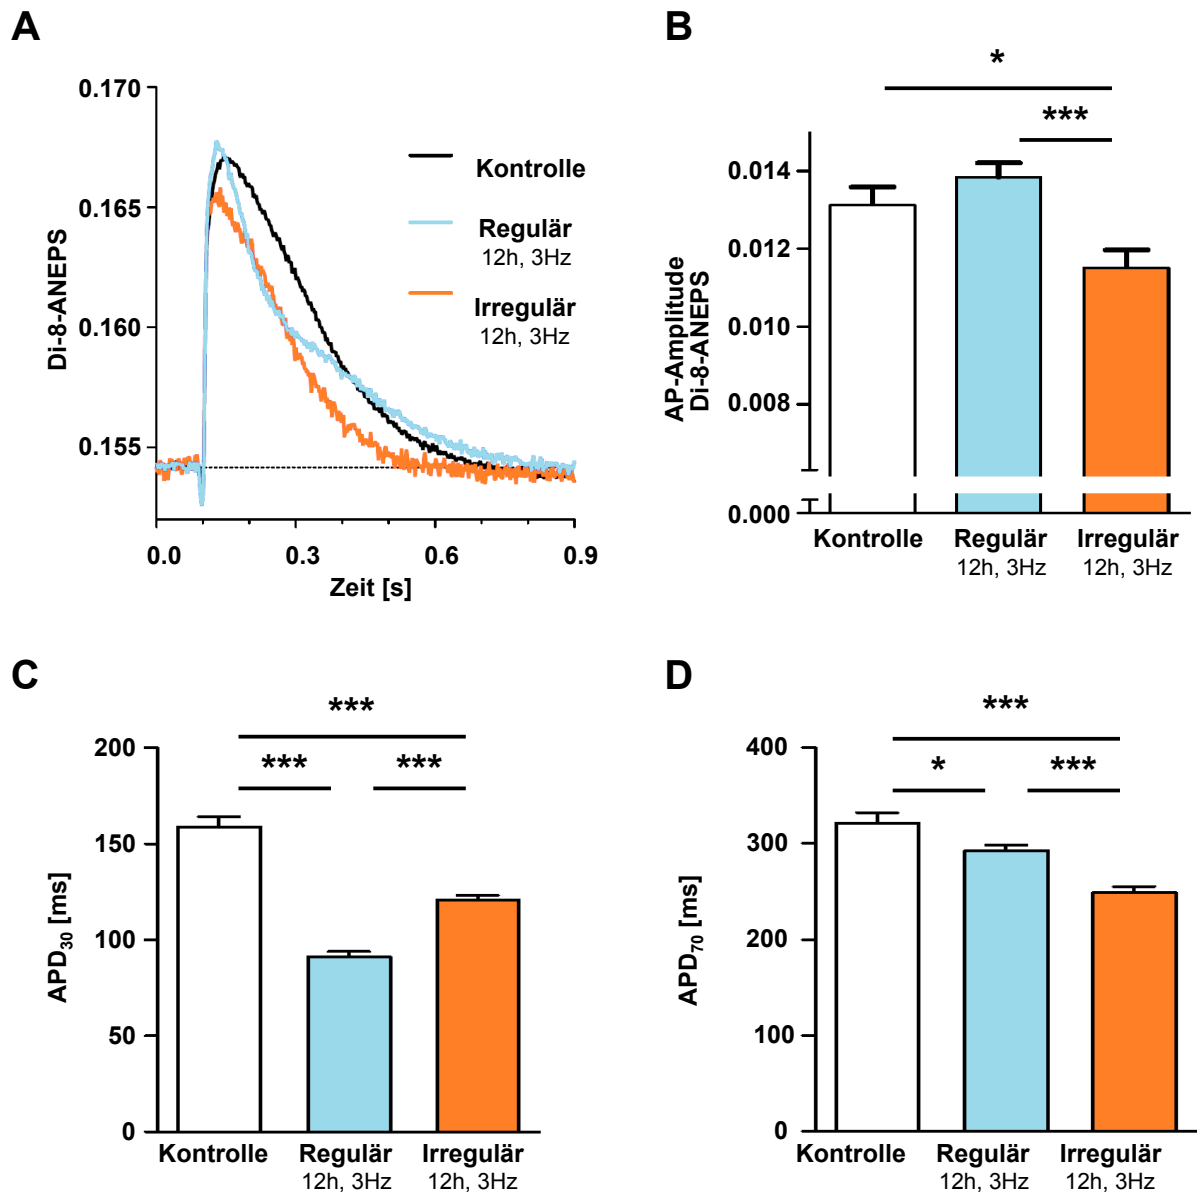 A
0.170
0.165
0.160
0.154
Di-8-ANEPS
0.0
0.3
0.6
0.9
Zeit [s]
Kontrolle
Regulär
12h, 3Hz
Irregulär
12h, 3Hz
B
*
***
0.014
0.012
0.010
0.008
0.000
AP-Amplitude
Di-8-ANEPS
Kontrolle
Regulär
12h, 3Hz
Irregulär
12h, 3Hz
C
***
***
***
200
150
100
50
0
APD30 [ms]
Kontrolle
Regulär
12h, 3Hz
Irregulär
12h, 3Hz
D
***
*
***
400
300
200
100
0
APD70 [ms]
Kontrolle
Regulär
12h, 3Hz
Irregulär
12h, 3Hz